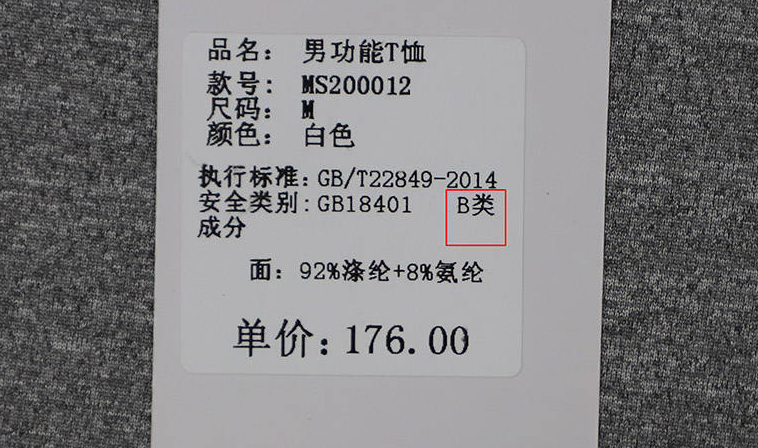 品名： 男功能T恤
款号： MS200012
尺码： M
颜色： 白色
执行标准：GB/T22849-2014
安全类别：GB18401 B类
成分
面：92%涤纶+8%氨纶
单价：176.00